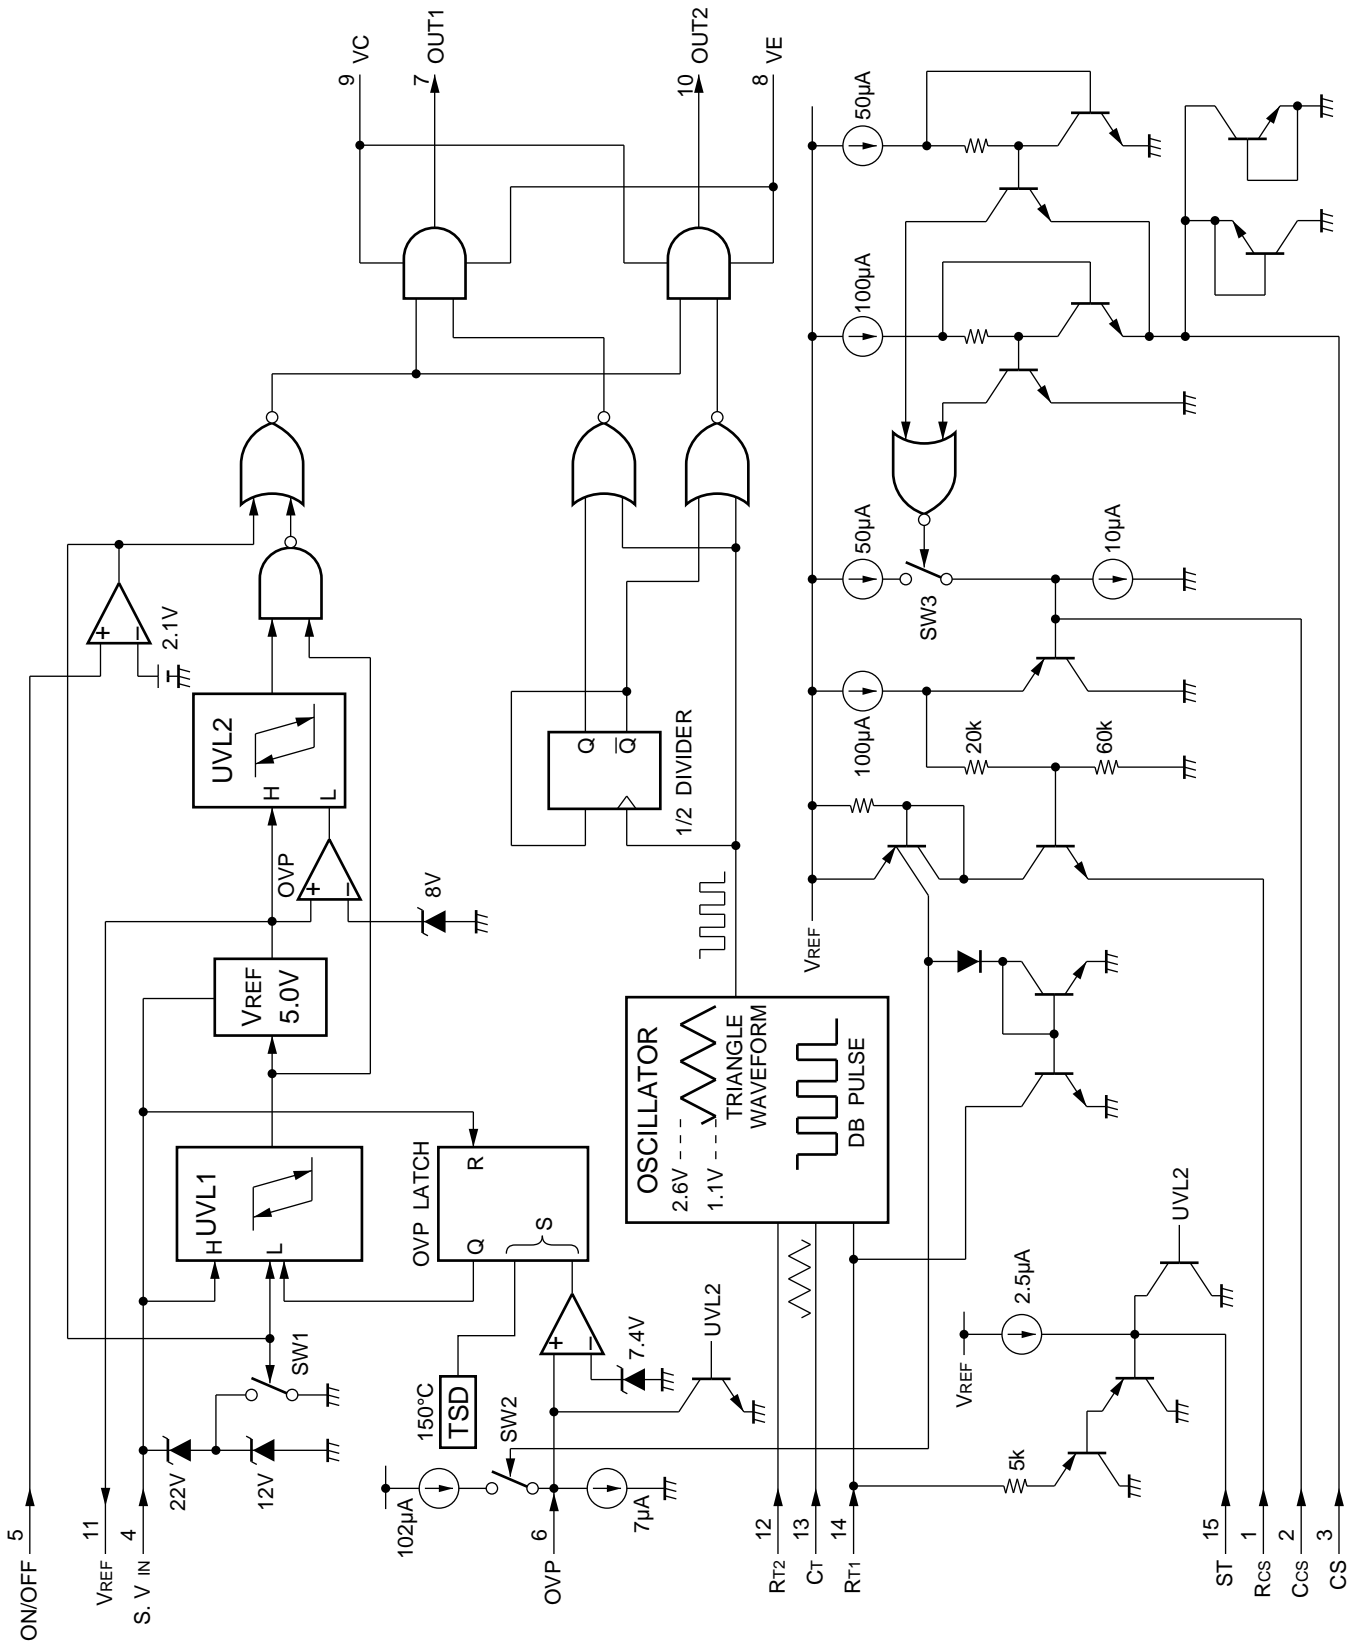 ON/OFF 5
VREF 11
S. V IN 4
22V
12V
SW1
UVL1
H
L
VREF
5.0V
OVP
8V
UVL2
H
L
+
−
+
−
2.1V
102µA
SW2
OVP 6
7µA
150°C
TSD
OVP LATCH
Q
R
S
+
−
7.4V
UVL2
RT2 12
CT 13
RT1 14
OSCILLATOR
2.6V
1.1V
TRIANGLE
WAVEFORM
DB PULSE
Q
Q
1/2 DIVIDER
9 VC
7 OUT1
10 OUT2
8 VE
VREF
100µA
50µA
SW3
10µA
100µA
50µA
20k
60k
VREF
2.5µA
UVL2
5k
ST 15
RCS 1
CCS 2
CS 3